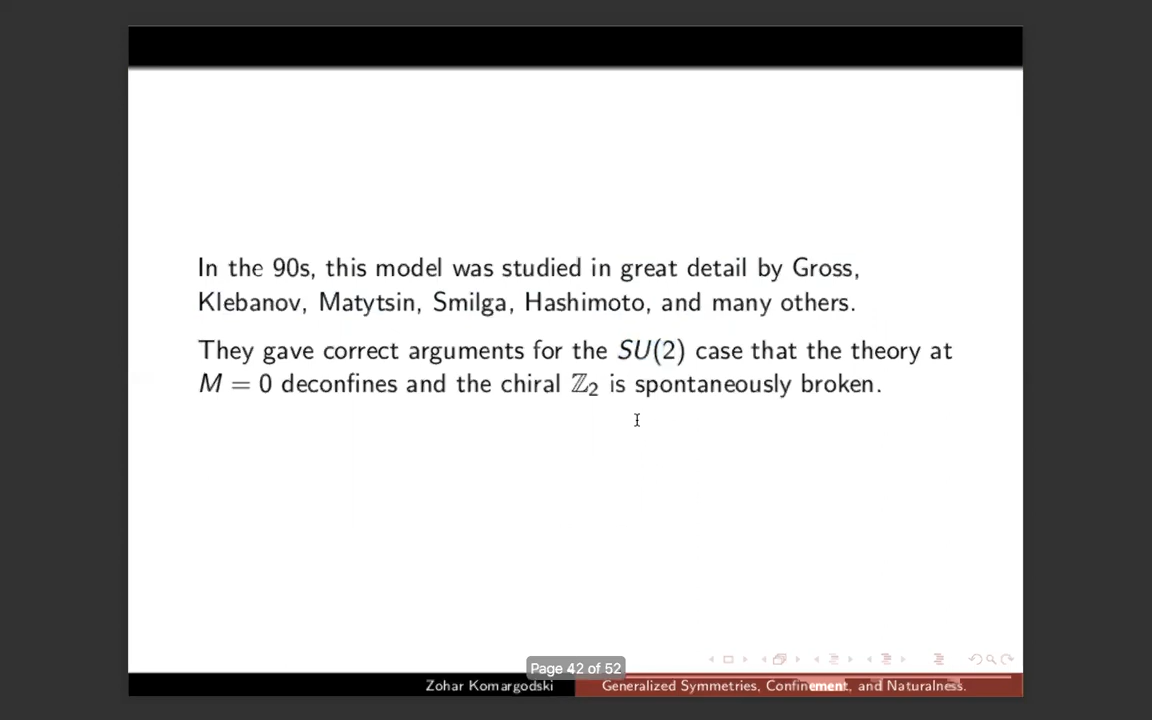 In the 90s, this model was studied in great detail by Gross,
Klebanov, Matytsin, Smilga, Hashimoto, and many others.
They gave correct arguments for the SU(2) case that the theory at
M = 0 deconfines and the chiral ℤ₂ is spontaneously broken.
Page 42 of 52
Zohar Komargodski
Generalized Symmetries, Confinement, and Naturalness.